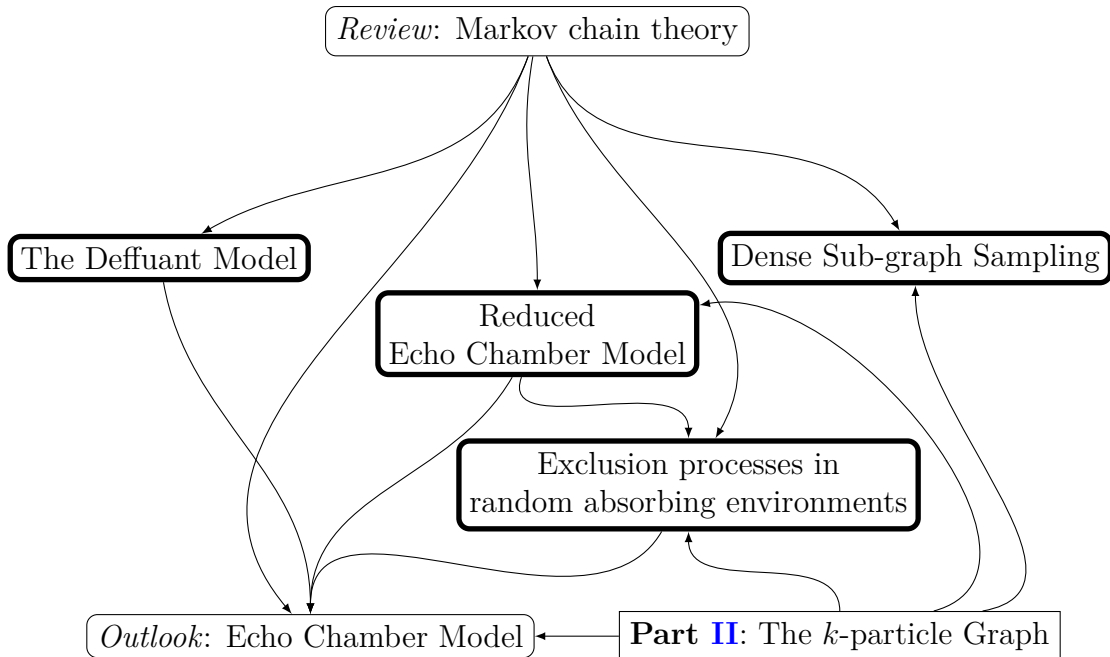 Review: Markov chain theory
The Deffuant Model
Dense Sub-graph Sampling
Reduced
Echo Chamber Model
Exclusion processes in
random absorbing environments
Outlook: Echo Chamber Model
Part II: The k-particle Graph